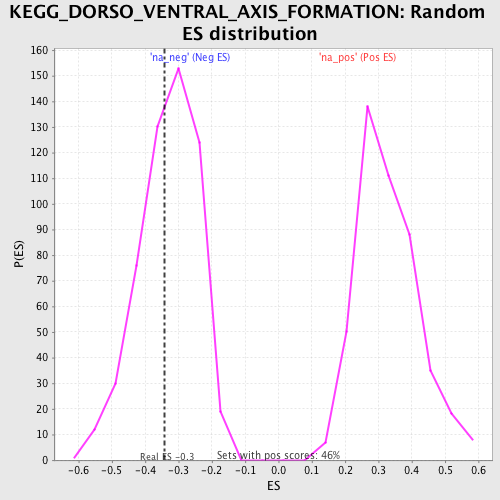 KEGG_DORSO_VENTRAL_AXIS_FORMATION: Random
ES distribution
'na_neg' (Neg ES)
'na_pos' (Pos ES)
P(ES)
160
150
140
130
120
110
100
90
80
70
60
50
40
30
20
10
0
Real ES -0.3
Sets with pos scores: 46%
-0.6 -0.5 -0.4 -0.3 -0.2 -0.1 0.0 0.1 0.2 0.3 0.4 0.5 0.6
ES